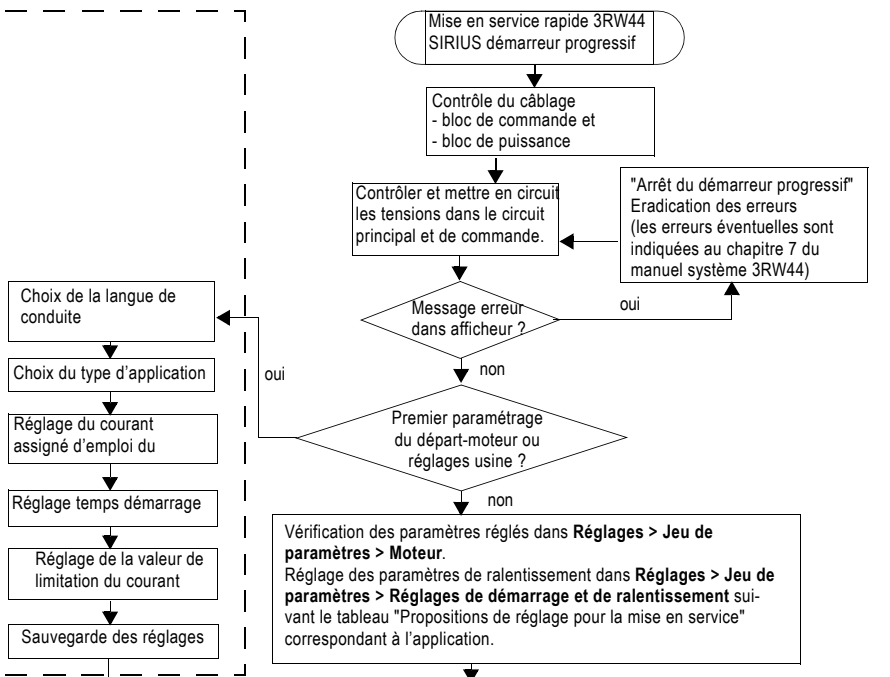 Mise en service rapide 3RW44
SIRIUS démarreur progressif
Contrôle du câblage
- bloc de commande et
- bloc de puissance
Contrôler et mettre en circuit
les tensions dans le circuit
principal et de commande.
"Arrêt du démarreur progressif"
Eradication des erreurs
(les erreurs éventuelles sont
indiquées au chapitre 7 du
manuel système 3RW44)
Message erreur
dans afficheur ?
oui
non
Premier paramétrage
du départ-moteur ou
réglages usine ?
oui
non
Choix de la langue de
conduite
Choix du type d'application
Réglage du courant
assigné d'emploi du
Réglage temps démarrage
Réglage de la valeur de
limitation du courant
Sauvegarde des réglages
Vérification des paramètres réglés dans Réglages > Jeu de
paramètres > Moteur.
Réglage des paramètres de ralentissement dans Réglages > Jeu de
paramètres > Réglages de démarrage et de ralentissement sui-
vant le tableau "Propositions de réglage pour la mise en service"
correspondant à l'application.